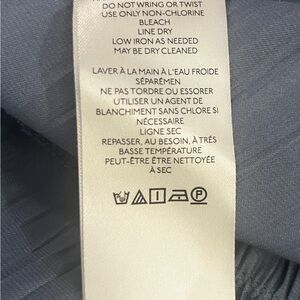 DO NOT WRING OR TWIST
USE ONLY NON-CHLORINE
BLEACH
LINE DRY
LOW IRON AS NEEDED
MAY BE DRY CLEANED
LAVER À LA MAIN À L'EAU FROIDE
SÉPARÉMEN
NE PAS TORDRE OU ESSORER
UTILISER UN AGENT DE
BLANCHIMENT SANS CHLORE SI
NÉCESSAIRE
LIGNE SEC
REPASSER, AU BESOIN, À TRÈS
BASSE TEMPÉRATURE
PEUT-ÊTRE ÊTRE NETTOYÉE
À SEC
P